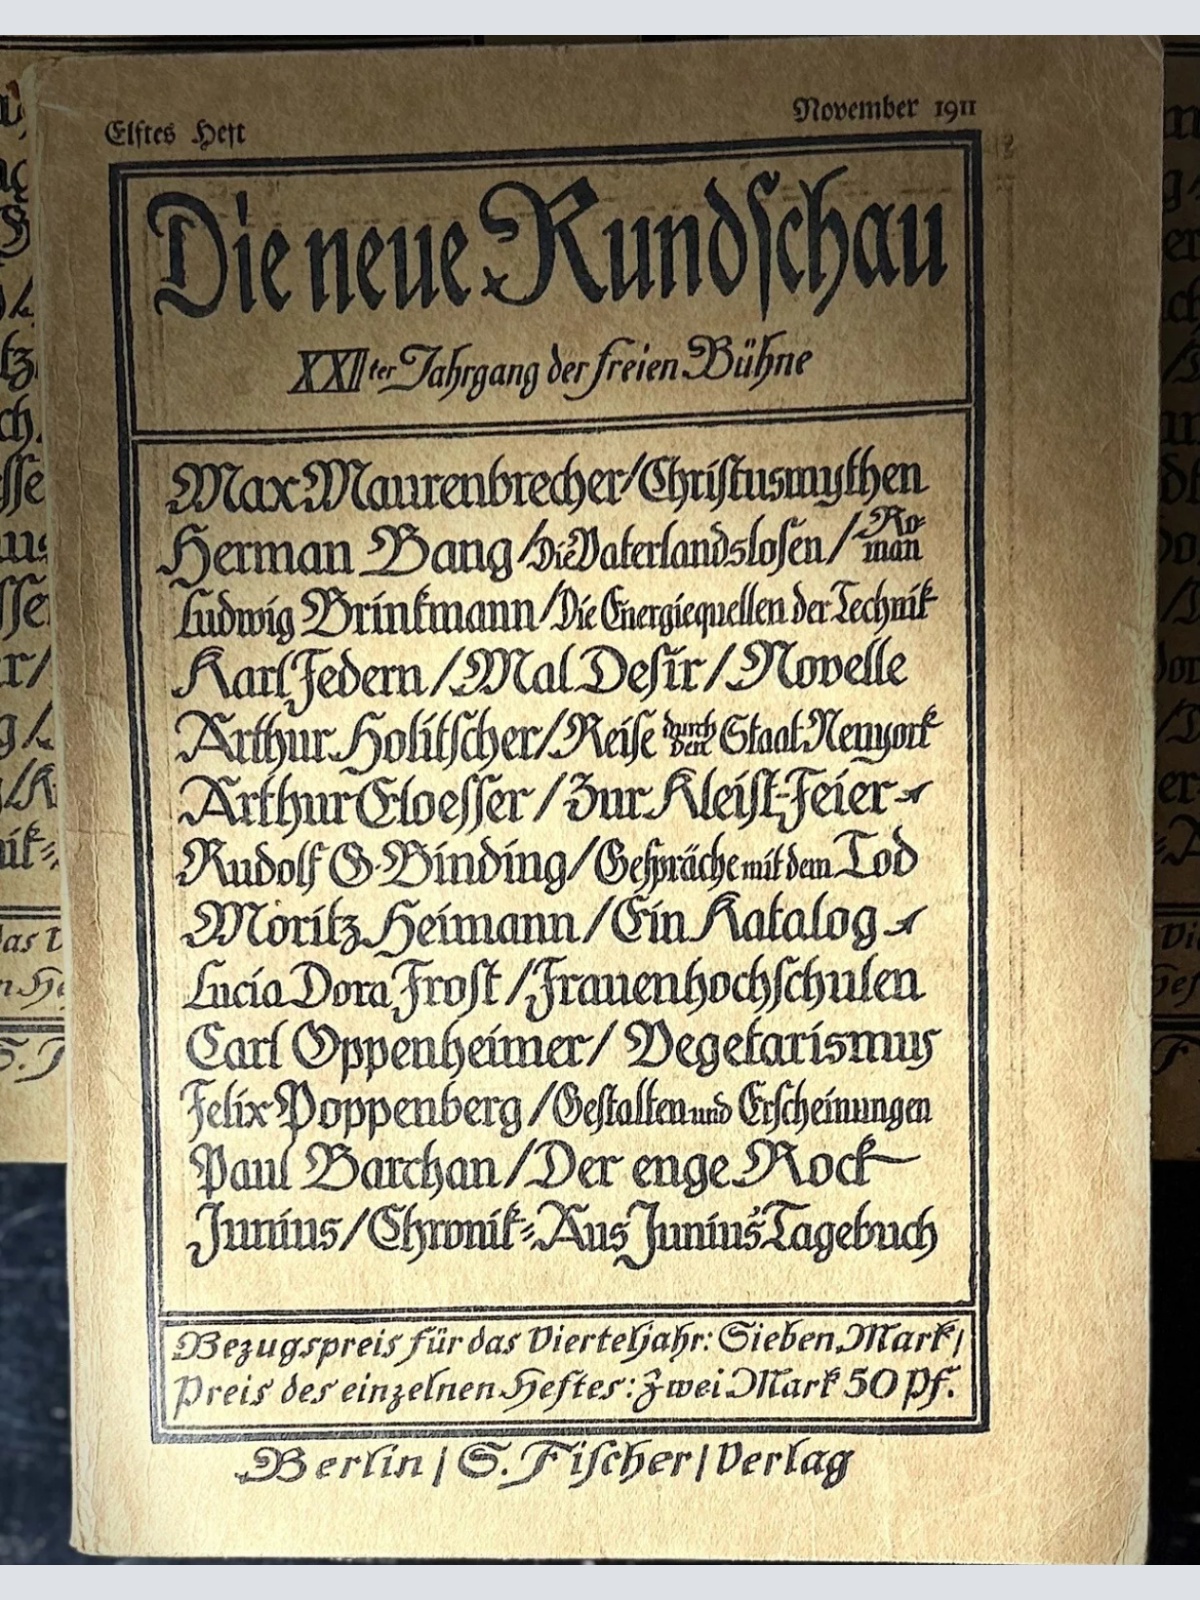 Elftes Heft
November 1911
Die neue Rundschau
XXIIter Jahrgang der freien Bühne
Max Maurenbrecher/Christusmythen
Herman Bang/Die Vaterlandslosen/Roman
Ludwig Brinkmann/Die Energiequellen der Technik
Karl Federn/Mal Desir/Novelle
Arthur Holitscher/Reise durch den Staat Newyork
Arthur Eloesser/Zur Kleist-Feier
Rudolf G. Binding/Gespräche mit dem Tod
Moritz Heimann/Ein Katalog
Lucia Dora Frost/Frauenhochschulen
Carl Oppenheimer/Vegetarismus
Felix Poppenberg/Gestalten und Erscheinungen
Paul Barchan/Der enge Rock
Junius/Chronik=Aus Junius' Tagebuch
Bezugspreis für das Vierteljahr: Sieben Mark/
Preis des einzelnen Heftes: Zwei Mark 50 Pf.
Berlin/S. Fischer/Verlag